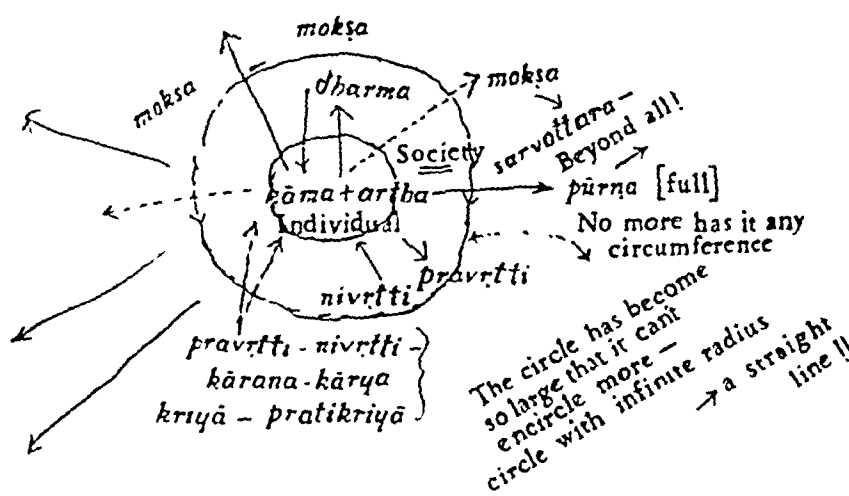 mokṣa
mokṣa
dharma
mokṣa
sarvottara—
Beyond all!
Society
kāma + artha
Individual
pūrṇa [full]
No more has it any
circumference
pravṛtti
nivṛtti
pravṛtti - nivṛtti -
kārana - kārya
kriyā - pratikriyā
The circle has become
so large that it can't
encircle more —
circle with infinite radius
→ a straight
line !!